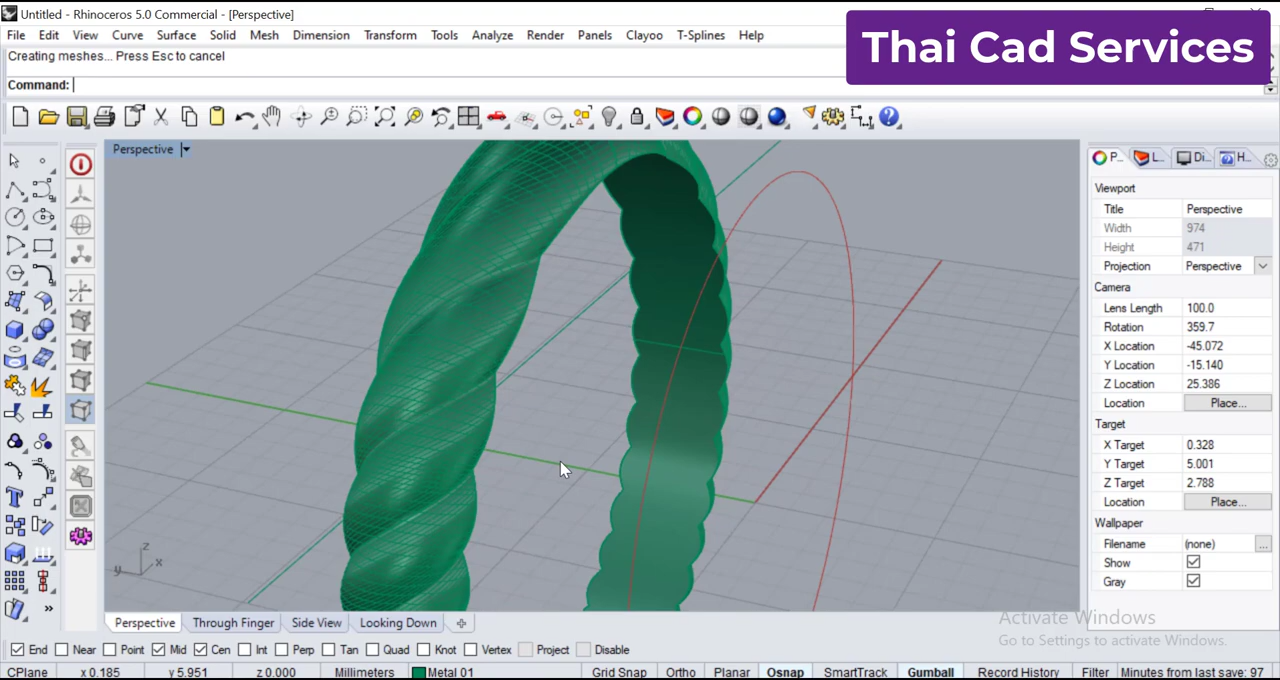 Untitled - Rhinoceros 5.0 Commercial - [Perspective]
Thai Cad Services
File Edit View Curve Surface Solid Mesh Dimension Transform Tools Analyze Render Panels Clayoo T-Splines Help
Creating meshes... Press Esc to cancel
Command:
Perspective
P... L... Di... H...
Viewport
Title Perspective
Width 974
Height 471
Projection Perspective
Camera
Lens Length 100.0
Rotation 359.7
X Location -45.072
Y Location -15.140
Z Location 25.386
Location Place...
Target
X Target 0.328
Y Target 5.001
Z Target 2.788
Location Place...
Wallpaper
Filename (none) ...
Show
Gray
z
y x
Activate Windows
Go to Settings to activate Windows.
Perspective Through Finger Side View Looking Down
End Near Point Mid Cen Int Perp Tan Quad Knot Vertex Project Disable
CPlane x 0.185 y 5.951 z 0.000 Millimeters Metal 01 Grid Snap Ortho Planar Osnap SmartTrack Gumball Record History Filter Minutes from last save: 97